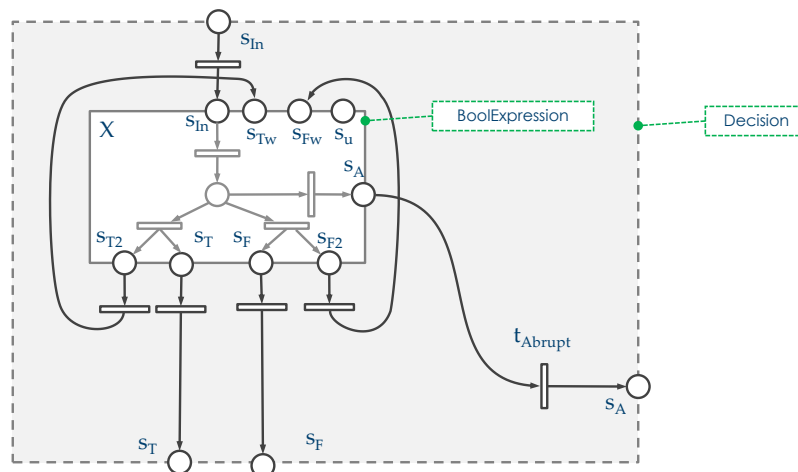 s_In
X
s_In
s_Tw
s_Fw
s_u
BoolExpression
Decision
s_A
s_T2
s_T
s_F
s_F2
t_Abrupt
s_A
s_T
s_F